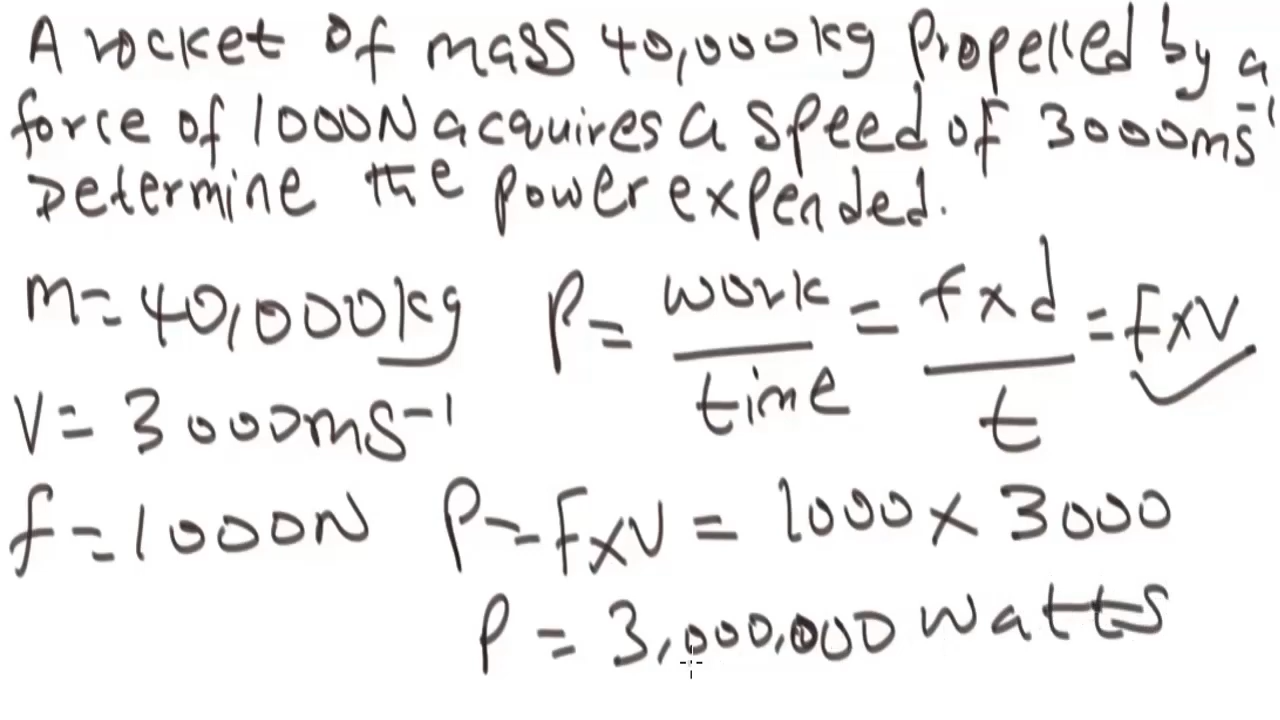 A rocket of mass 40,000kg propelled by a
force of 1000N acquires a speed of 3000ms⁻¹
Determine the power expended.
m = 40,000kg P = work/time = f x d/t = F x V
V = 3000ms⁻¹
f = 1000N P = F x V = 1000 x 3000
P = 3,000,000 watts